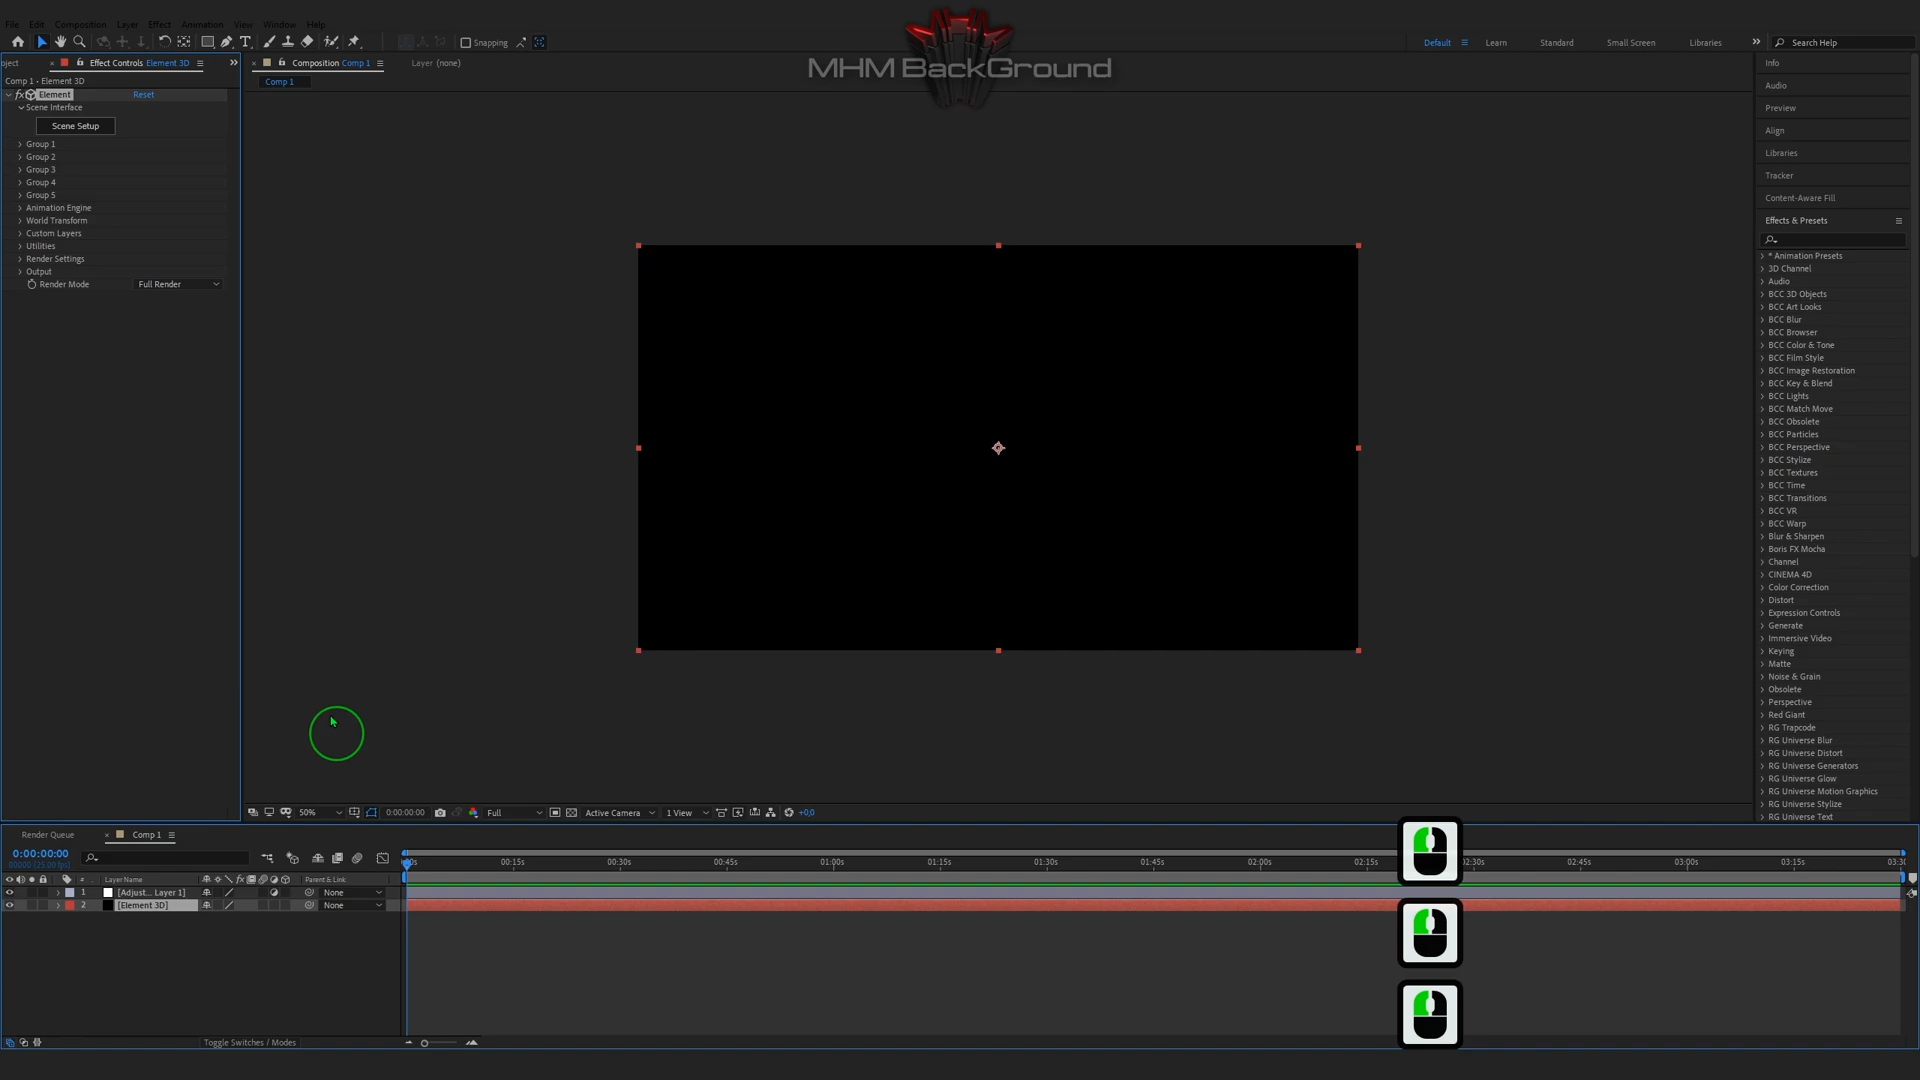 File Edit Composition Layer Effect Animation View Window Help
Snapping
Default Learn Standard Small Screen Libraries Search Help
MHM BackGround
oject Effect Controls Element 3D
Composition Comp 1
Layer (none)
Comp 1 • Element 3D
Comp 1
fx Element Reset
Scene Interface
Scene Setup
Group 1
Group 2
Group 3
Group 4
Group 5
Animation Engine
World Transform
Custom Layers
Utilities
Render Settings
Output
Render Mode Full Render
Info
Audio
Preview
Align
Libraries
Tracker
Content-Aware Fill
Effects & Presets
* Animation Presets
3D Channel
Audio
BCC 3D Objects
BCC Art Looks
BCC Blur
BCC Browser
BCC Color & Tone
BCC Film Style
BCC Image Restoration
BCC Key & Blend
BCC Lights
BCC Match Move
BCC Obsolete
BCC Particles
BCC Perspective
BCC Stylize
BCC Textures
BCC Time
BCC Transitions
BCC VR
BCC Warp
Blur & Sharpen
Boris FX Mocha
Channel
CINEMA 4D
Color Correction
Distort
Expression Controls
Generate
Immersive Video
Keying
Matte
Noise & Grain
Obsolete
Perspective
Red Giant
RG Trapcode
RG Universe Blur
RG Universe Distort
RG Universe Generators
RG Universe Glow
RG Universe Motion Graphics
RG Universe Stylize
RG Universe Text
50% 0:00:00:00 Full Active Camera 1 View +0,0
Render Queue Comp 1
0:00:00:00
00000 (25.00 fps)
00s 00:15s 00:30s 00:45s 01:00s 01:15s 01:30s 01:45s 02:00s 02:15s 02:30s 02:45s 03:00s 03:15s 03:30
# Layer Name fx Parent & Link
1 [Adjust... Layer 1] None
2 [Element 3D] None
Toggle Switches / Modes